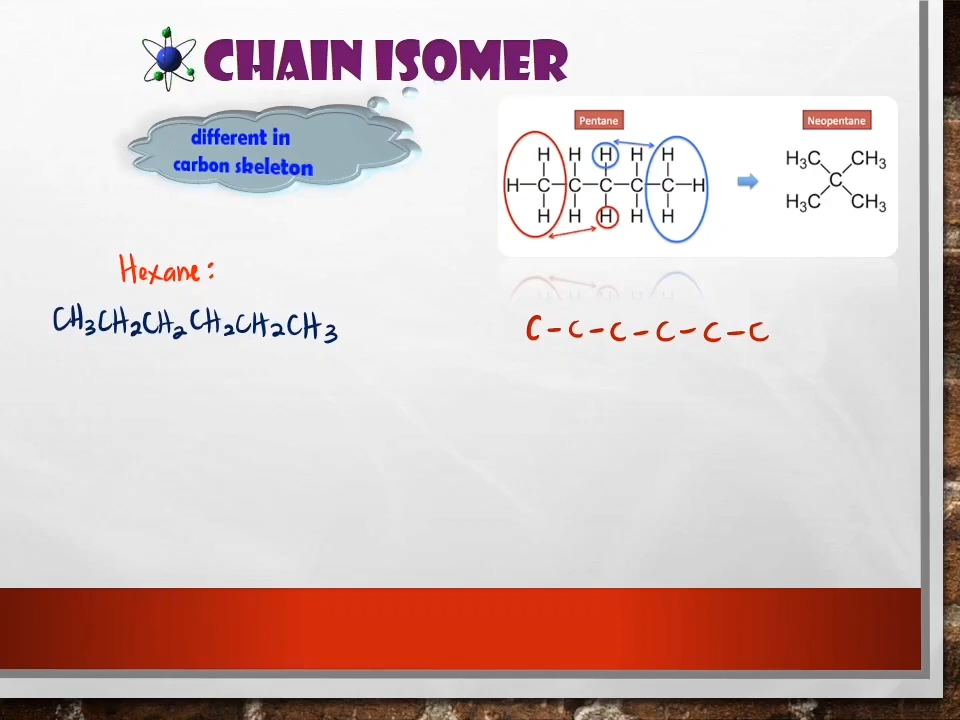 CHAIN ISOMER
different in
carbon skeleton
Pentane
H H H H H
H–C–C–C–C–C–H
H H H H H
Neopentane
H₃C CH₃
C
H₃C CH₃
Hexane:
CH₃CH₂CH₂CH₂CH₂CH₃
C-C-C-C-C-C